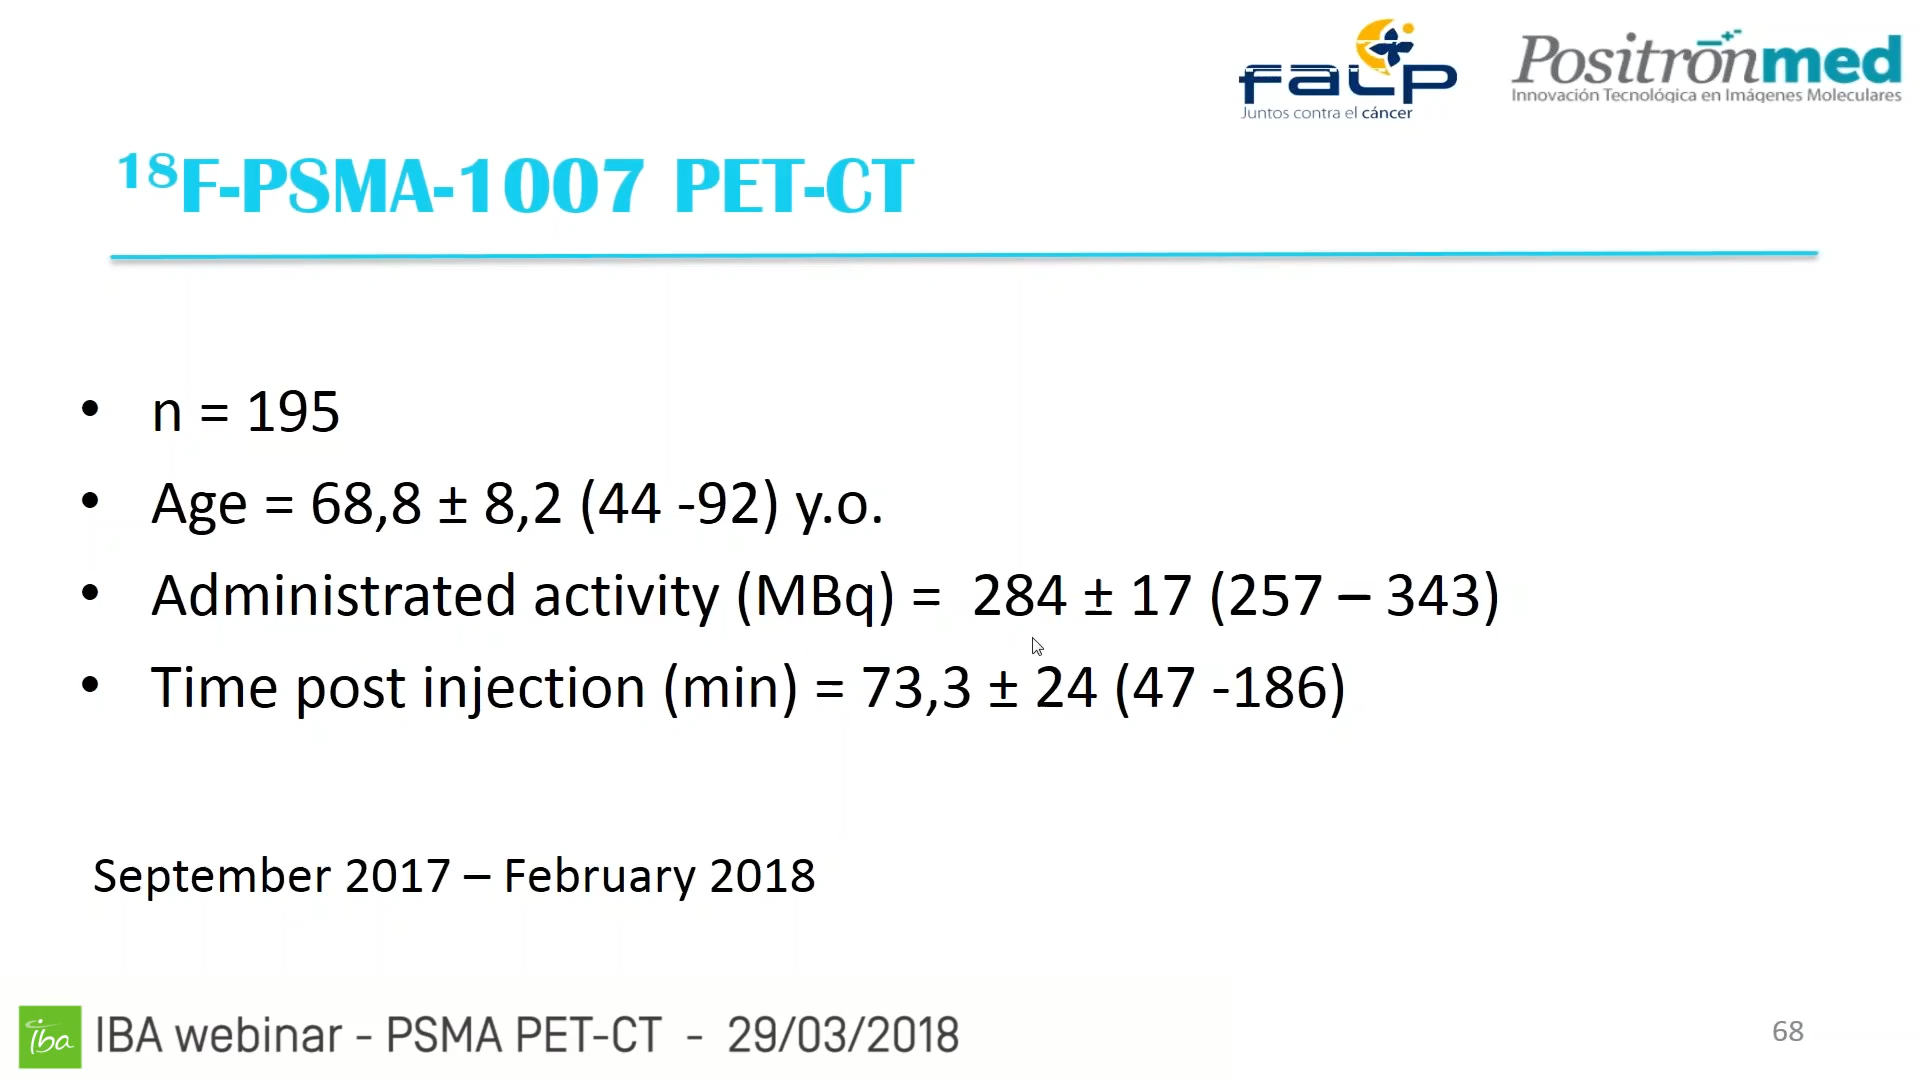 falp
Juntos contra el cáncer
Positronmed
Innovación Tecnológica en Imágenes Moleculares
¹⁸F-PSMA-1007 PET-CT
• n = 195
• Age = 68,8 ± 8,2 (44 -92) y.o.
• Administrated activity (MBq) = 284 ± 17 (257 – 343)
• Time post injection (min) = 73,3 ± 24 (47 -186)
September 2017 – February 2018
iba
IBA webinar - PSMA PET-CT - 29/03/2018
68